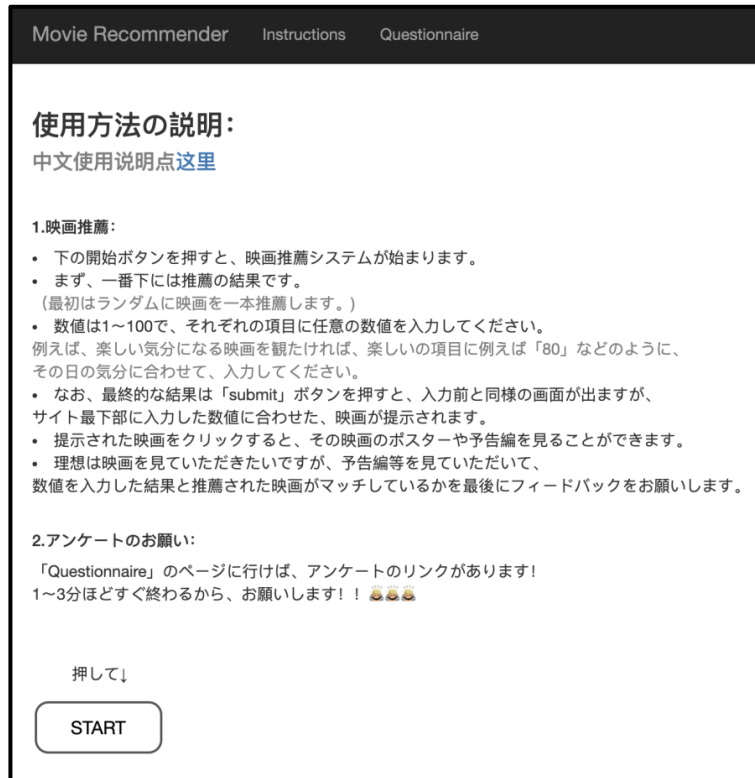 Movie Recommender Instructions Questionnaire
使用方法の説明：
中文使用说明点这里
1.映画推薦：
• 下の開始ボタンを押すと、映画推薦システムが始まります。
• まず、一番下には推薦の結果です。
（最初はランダムに映画を一本推薦します。)
• 数値は1〜100で、それぞれの項目に任意の数値を入力してください。
例えば、楽しい気分になる映画を観たければ、楽しいの項目に例えば「80」などのように、
その日の気分に合わせて、入力してください。
• なお、最終的な結果は「submit」ボタンを押すと、入力前と同様の画面が出ますが、
サイト最下部に入力した数値に合わせた、映画が提示されます。
• 提示された映画をクリックすると、その映画のポスターや予告編を見ることができます。
• 理想は映画を見ていただきたいですが、予告編等を見ていただいて、
数値を入力した結果と推薦された映画がマッチしているかを最後にフィードバックをお願いします。
2.アンケートのお願い：
「Questionnaire」のページに行けば、アンケートのリンクがあります！
1〜3分ほどすぐ終わるから、お願いします！！🙇🙇🙇
押して↓
START